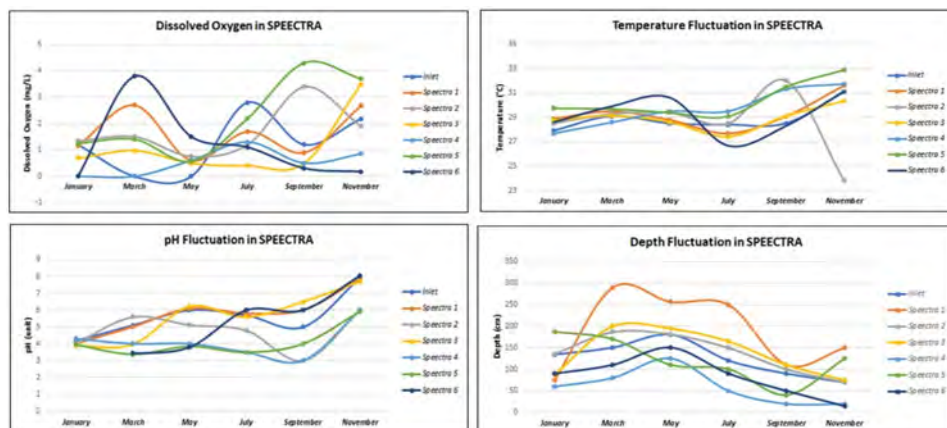 Dissolved Oxygen in SPEECTRA
Dissolved Oxygen (mg/L)
5
4
3
2
1
0
-1
January March May July September November
Inlet
Speectra 1
Speectra 2
Speectra 3
Speectra 4
Speectra 5
Speectra 6
Temperature Fluctuation in SPEECTRA
Temperature (°C)
35
33
31
29
27
25
23
January March May July September November
Inlet
Speectra 1
Speectra 2
Speectra 3
Speectra 4
Speectra 5
Speectra 6
pH Fluctuation in SPEECTRA
pH (unit)
9
8
7
6
5
4
3
2
1
0
January March May July September November
Inlet
Speectra 1
Speectra 2
Speectra 3
Speectra 4
Speectra 5
Speectra 6
Depth Fluctuation in SPEECTRA
Depth (cm)
350
300
250
200
150
100
50
0
January March May July September November
Inlet
Speectra 1
Speectra 2
Speectra 3
Speectra 4
Speectra 5
Speectra 6